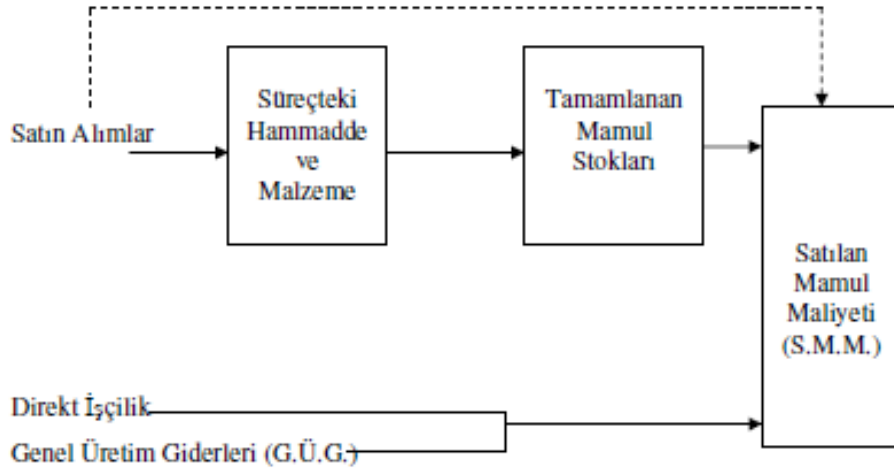 Satın Alımlar
Süreçteki
Hammadde
ve
Malzeme
Tamamlanan
Mamul
Stokları
Satılan
Mamul
Maliyeti
(S.M.M.)
Direkt İşçilik
Genel Üretim Giderleri (G.Ü.G.)